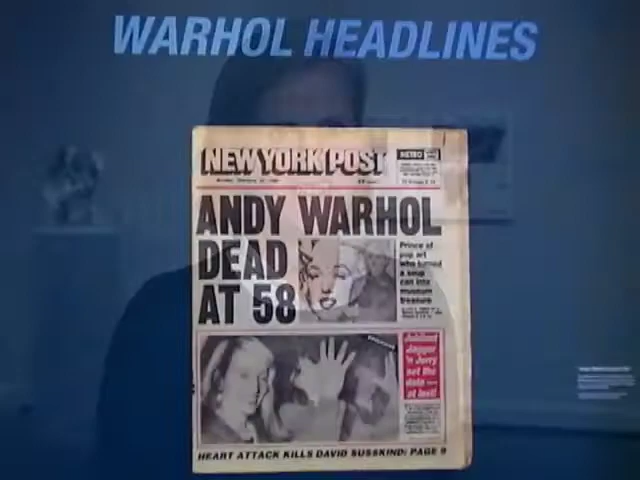 WARHOL HEADLINES
NEW YORK POST
METRO
ANDY WARHOL
DEAD
AT 58
Prince of
pop art
who turned
a soup
can into
museum
treasure
Jagger
'n Jerry
set the
date —
at last!
HEART ATTACK KILLS DAVID SUSSKIND: PAGE 9